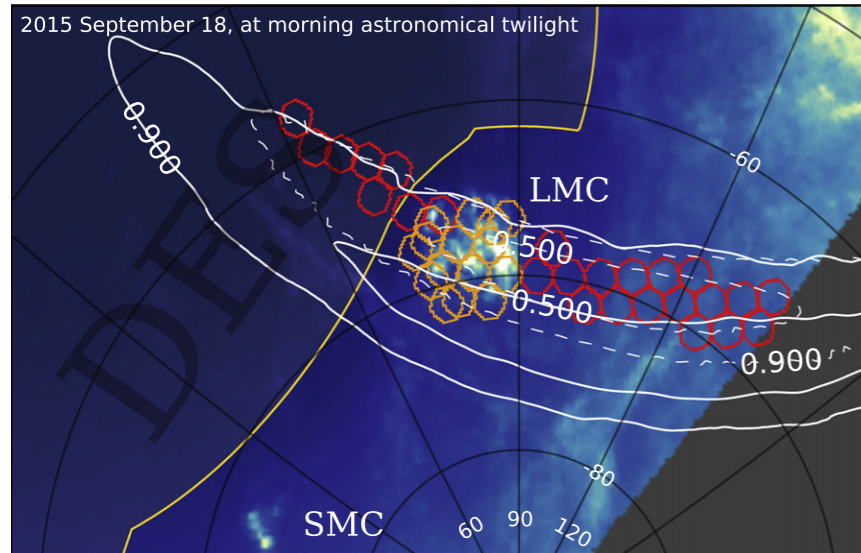 2015 September 18, at morning astronomical twilight
0.900
DES
-60
LMC
0.500
0.500
0.900
-80
SMC
60
90
120